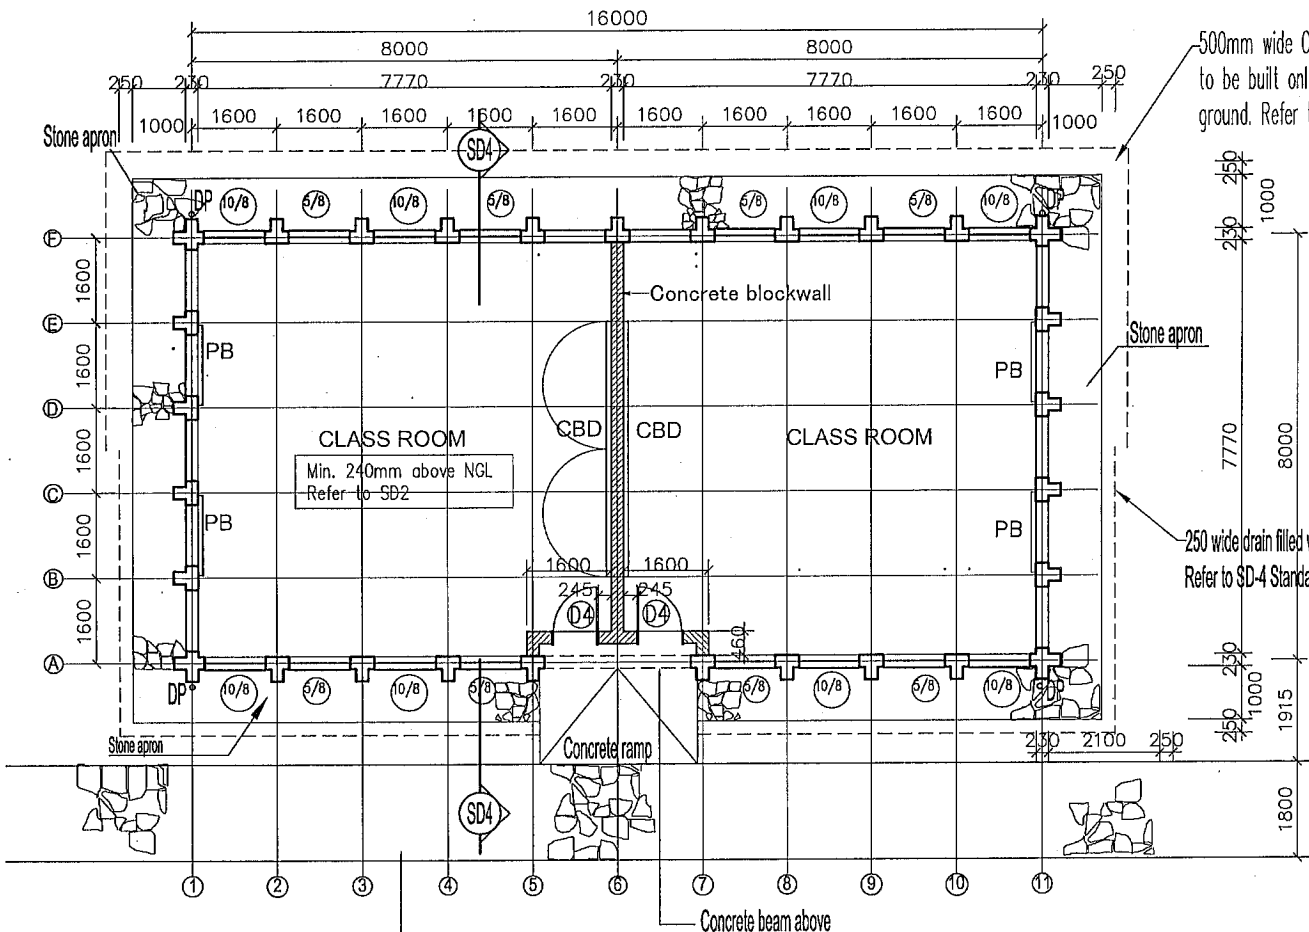 16000
8000 8000
250 230 7770 230 7770 230 250
1000 1600 1600 1600 1600 1600 1600 1600 1600 1600 1600 1000
500mm wide
to be built
ground. Refer
Stone apron
SD4
DP 10/8 5/8 10/8 5/8 5/8 10/8 5/8 10/8 DP
250
1000
230
F
1600
Concrete blockwall
E
1600
PB PB
Stone apron
D
1600
CLASS ROOM CBD CBD CLASS ROOM
7770
8000
Min. 240mm above NGL
Refer to SD2
C
1600
PB PB
250 wide drain filled
Refer to SD-4
1600 1600
B
245 245
D4 D4
1600
460
A
230
1000
250
1915
DP 10/8 5/8 10/8 5/8 5/8 10/8 5/8 10/8 DP
Stone apron
Concrete ramp
230 2100 250
SD4
1800
1 2 3 4 5 6 7 8 9 10 11
Concrete beam above